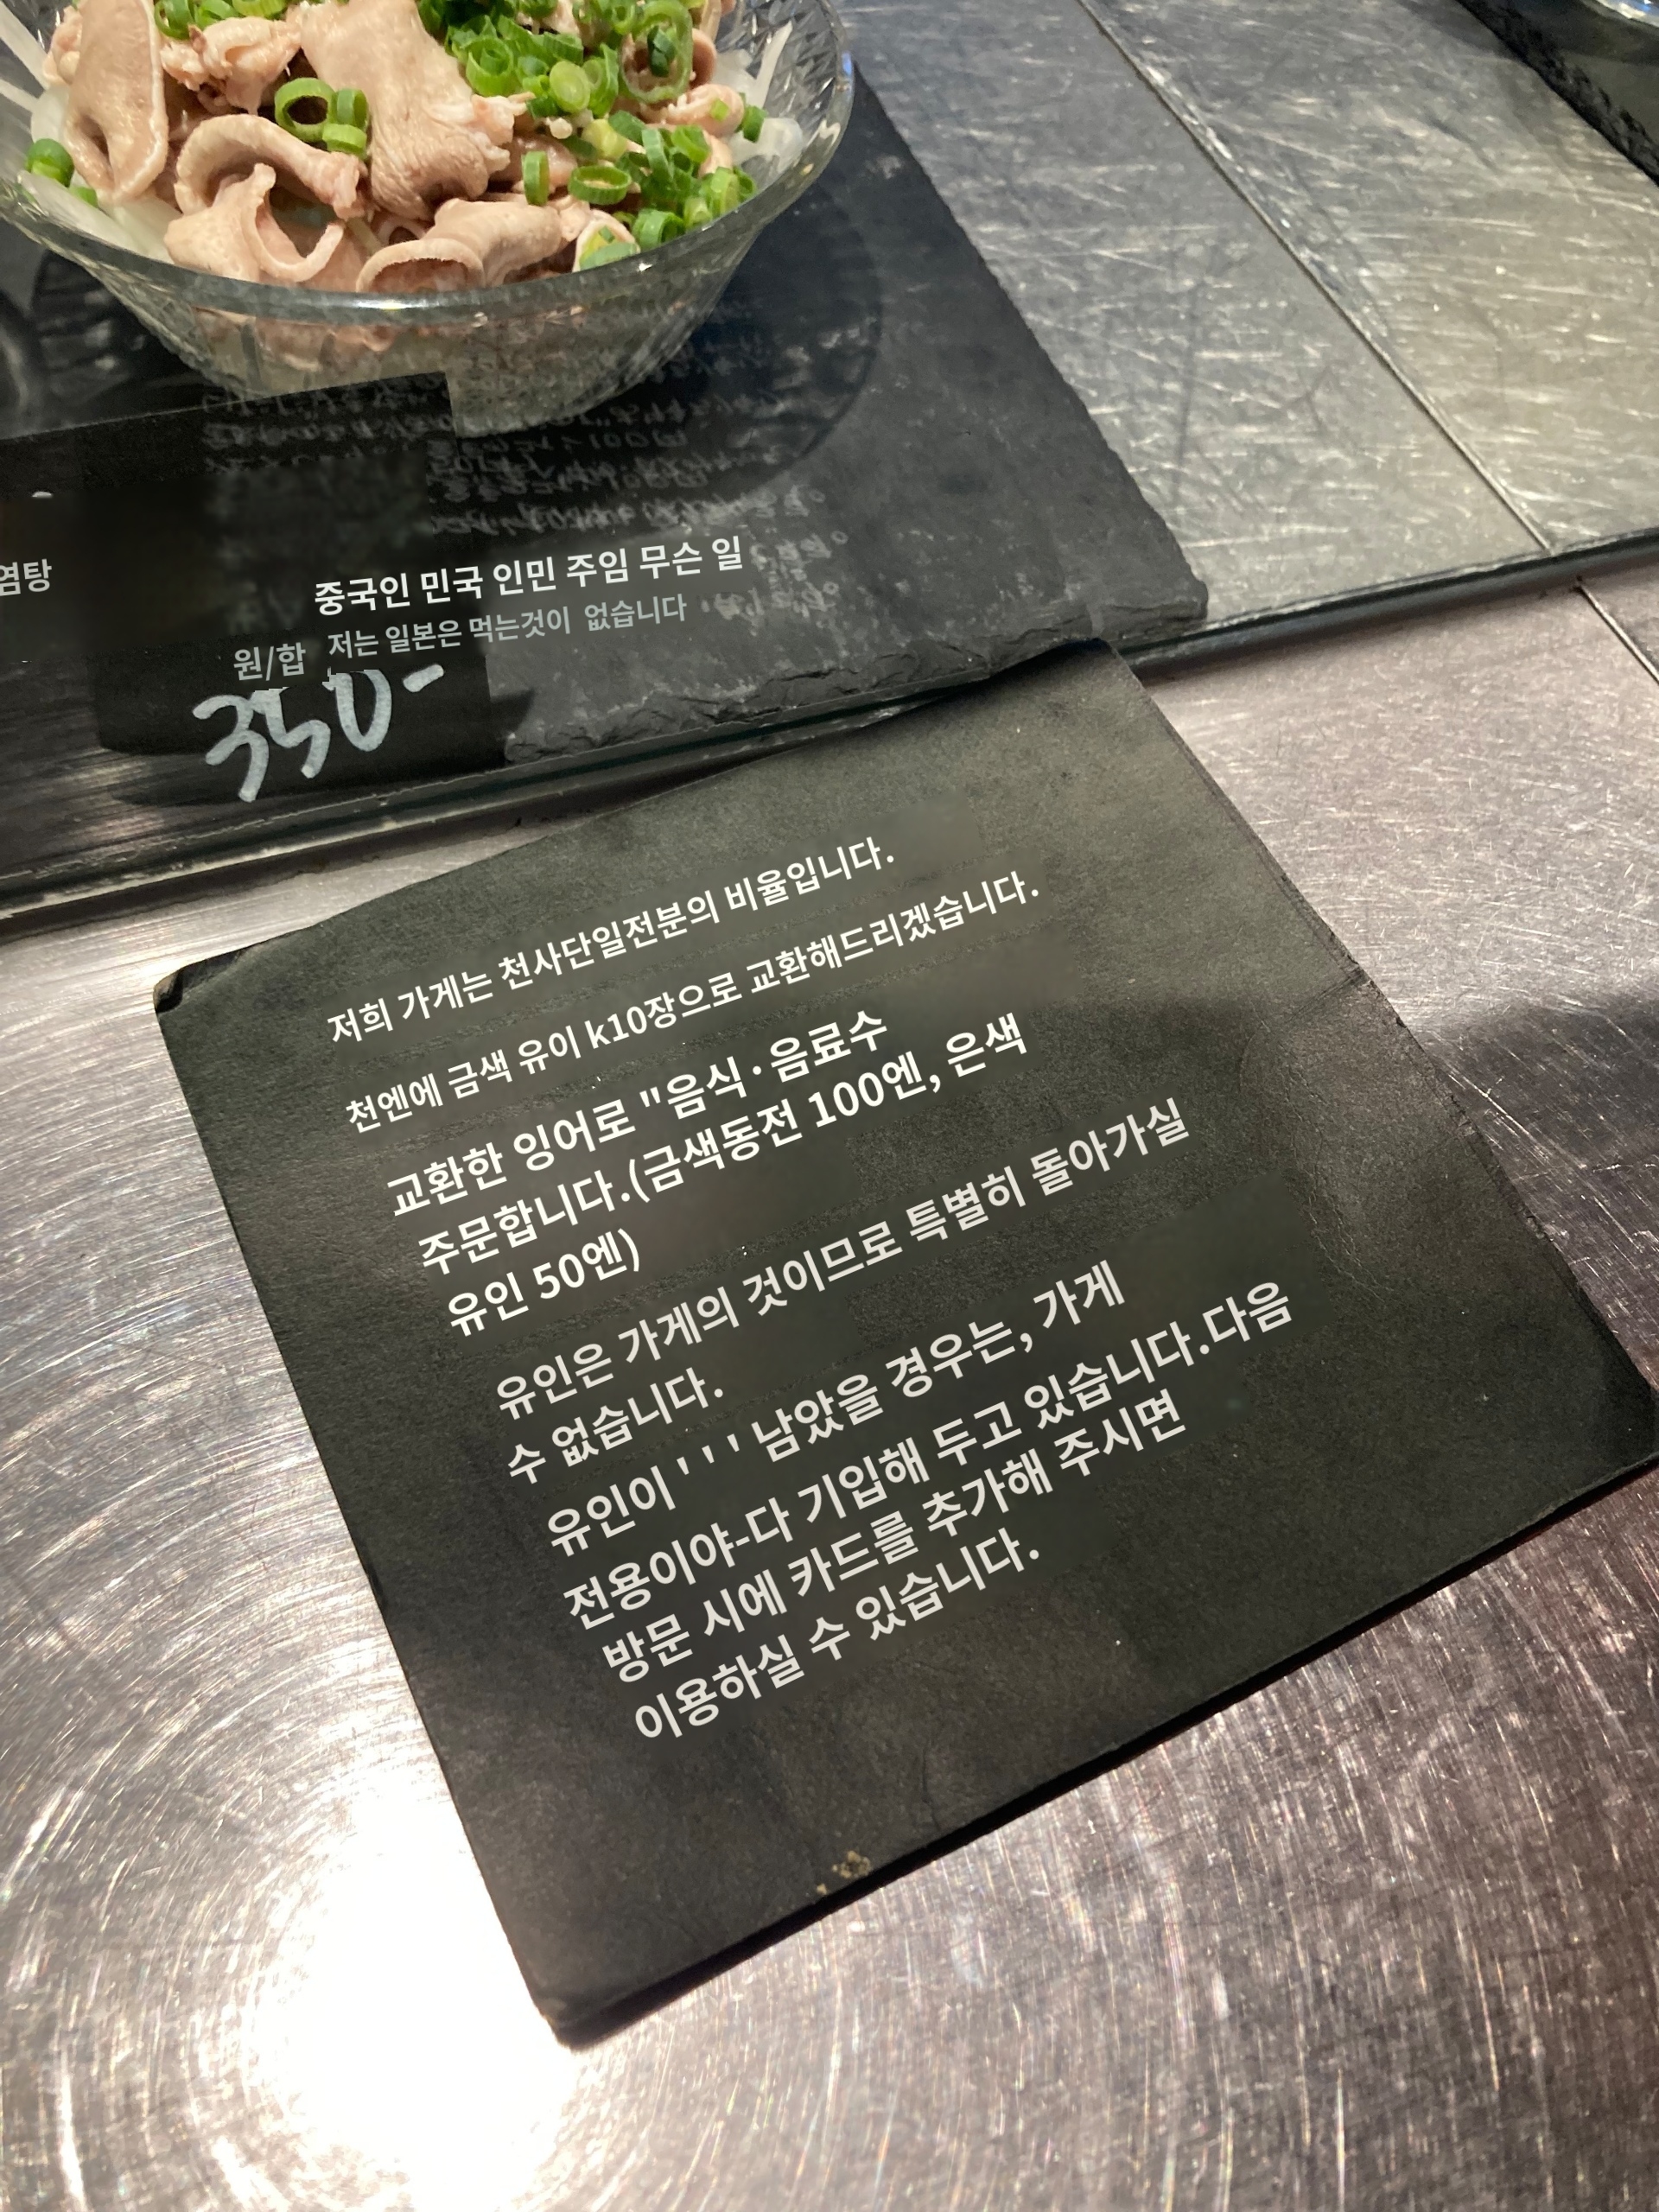 염탕
중국인 민국 인민 주임 무슨 일
저는 일본은 먹는것이 없습니다
원/합
350-
저희 가게는 천사단일전분의 비율입니다.
천엔에 금색 유이 k10장으로 교환해드리겠습니다.
교환한 잉어로 "음식·음료수
주문합니다.(금색동전 100엔, 은색
유인 50엔)
유인은 가게의 것이므로 특별히 돌아가실
수 없습니다.
유인이 ' ' ' 남았을 경우는, 가게
전용이야-다 기입해 두고 있습니다.다음
방문 시에 카드를 추가해 주시면
이용하실 수 있습니다.